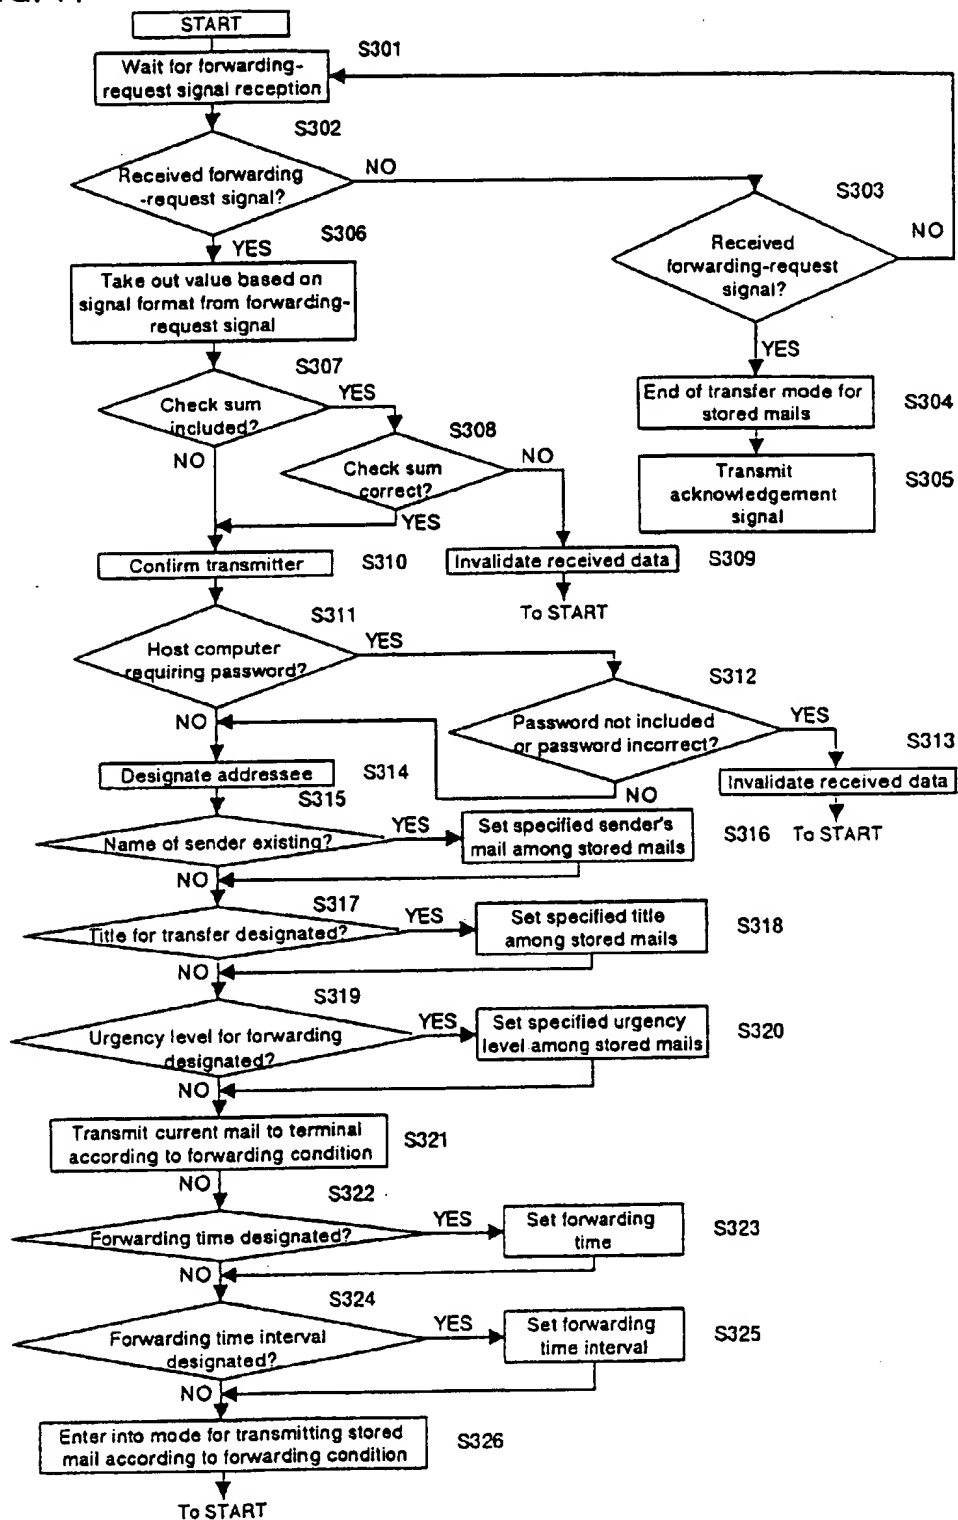 START
S301
Wait for forwarding-
request signal reception
S302
Received forwarding
-request signal?
NO
S303
Received
forwarding-request
signal?
NO
YES
S306
YES
Take out value based on
signal format from forwarding-
request signal
S307
Check sum
included?
YES
NO
S308
Check sum
correct?
NO
YES
End of transfer mode for
stored mails
S304
Transmit
acknowledgement
signal
S305
Confirm transmitter
S310
Invalidate received data
S309
To START
S311
Host computer
requiring password?
YES
NO
S312
Password not included
or password incorrect?
YES
NO
S313
Invalidate received data
To START
Designate addressee
S314
S315
Name of sender existing?
YES
NO
Set specified sender's
mail among stored mails
S316
S317
Title for transfer designated?
YES
NO
Set specified title
among stored mails
S318
S319
Urgency level for forwarding
designated?
YES
NO
Set specified urgency
level among stored mails
S320
Transmit current mail to terminal
according to forwarding condition
S321
NO
S322
Forwarding time designated?
YES
NO
Set forwarding
time
S323
S324
Forwarding time interval
designated?
YES
NO
Set forwarding
time interval
S325
Enter into mode for transmitting stored
mail according to forwarding condition
S326
To START